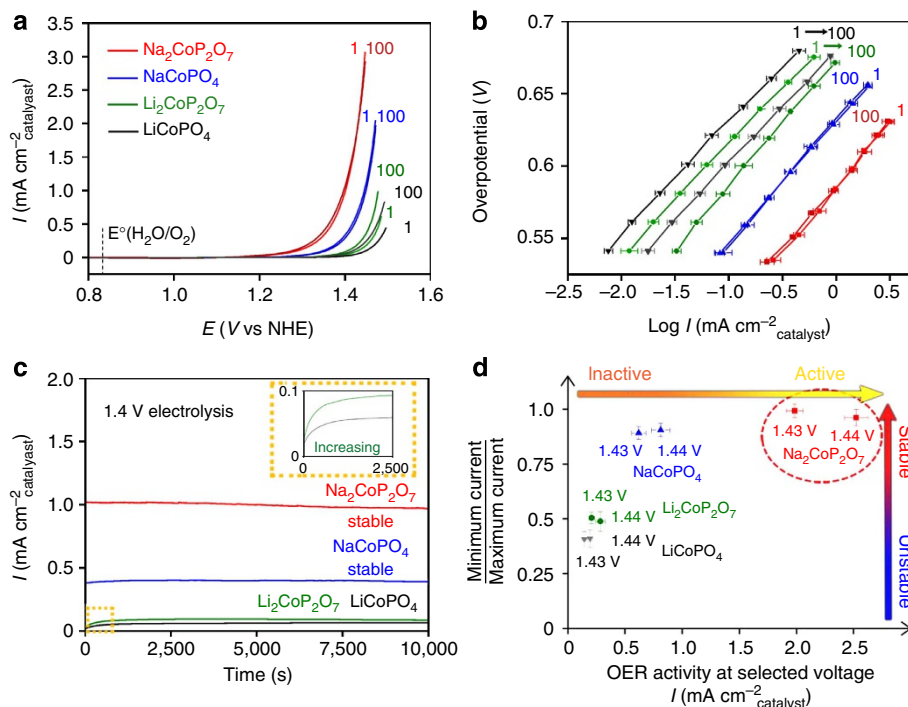 a
3.5
3.0
2.5
2.0
1.5
1.0
0.5
0
I (mA cm⁻²catalyast)
Na₂CoP₂O₇
NaCoPO₄
Li₂CoP₂O₇
LiCoPO₄
1 100
1 100
100
100
1
1
E°(H₂O/O₂)
0.8 1.0 1.2 1.4 1.6
E (V vs NHE)
b
0.7
0.65
0.6
0.55
Overpotential (V)
1 → 100
1 → 100
100 1
100 1
–2.5 –2.0 –1.5 –1.0 –0.5 0 0.5
Log I (mA cm⁻²catalyst)
c
2.0
1.5
1.0
0.5
0
I (mA cm⁻²catalyast)
1.4 V electrolysis
0.1
0
Increasing
0 2,500
Na₂CoP₂O₇
stable
NaCoPO₄
stable
Li₂CoP₂O₇ LiCoPO₄
0 2,500 5,000 7,500 10,000
Time (s)
d
Inactive Active
1.0
0.75
0.5
0.25
0
Minimum current
Maximum current
1.43 V 1.44 V
Na₂CoP₂O₇
1.43 V 1.44 V
NaCoPO₄
1.43 V
1.44 V
Li₂CoP₂O₇
1.44 V
LiCoPO₄
1.43 V
Stable
Unstable
0 0.5 1.0 1.5 2.0 2.5
OER activity at selected voltage
I (mA cm⁻²catalyst)